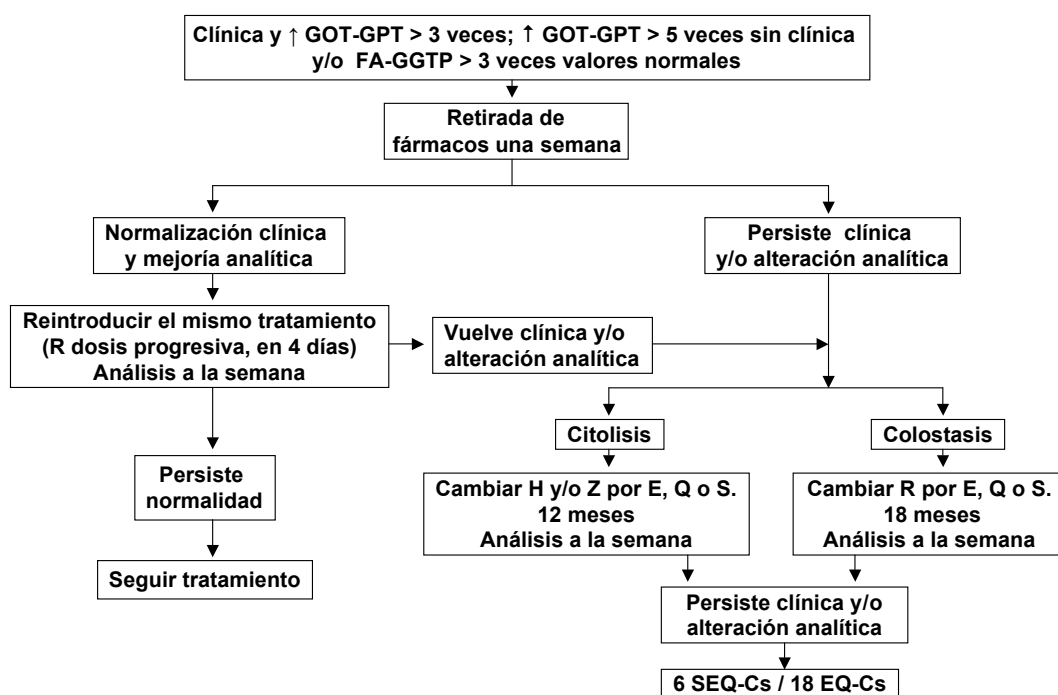 Clínica y ↑ GOT-GPT > 3 veces; ↑ GOT-GPT > 5 veces sin clínica
y/o FA-GGTP > 3 veces valores normales
Retirada de
fármacos una semana
Normalización clínica
y mejoría analítica
Persiste clínica
y/o alteración analítica
Reintroducir el mismo tratamiento
(R dosis progresiva, en 4 días)
Análisis a la semana
Vuelve clínica y/o
alteración analítica
Citolisis
Colostasis
Persiste
normalidad
Cambiar H y/o Z por E, Q o S.
12 meses
Análisis a la semana
Cambiar R por E, Q o S.
18 meses
Análisis a la semana
Seguir tratamiento
Persiste clínica y/o
alteración analítica
6 SEQ-Cs / 18 EQ-Cs